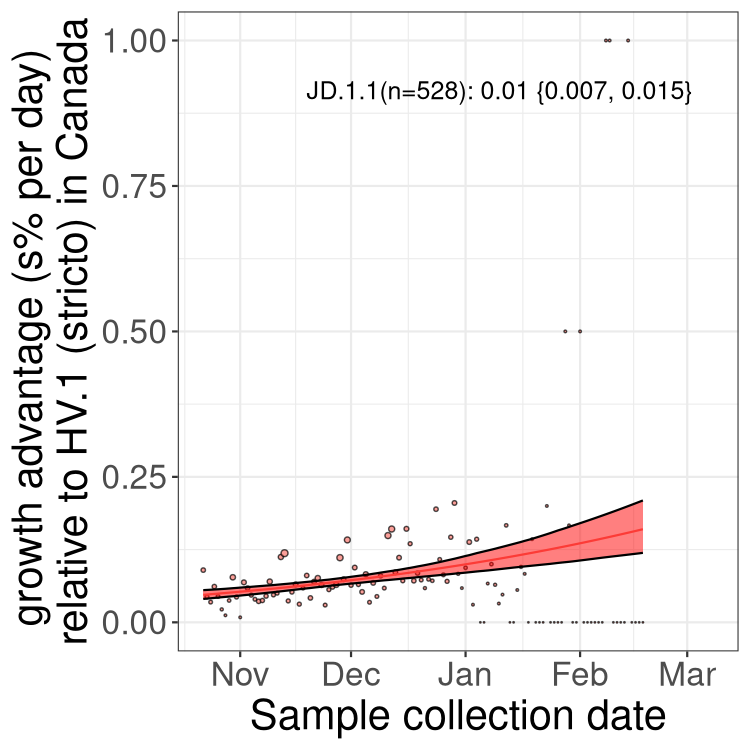 growth advantage (s% per day)
relative to HV.1 (stricto) in Canada
1.00
JD.1.1(n=528): 0.01 {0.007, 0.015}
0.75
0.50
0.25
0.00
Nov Dec Jan Feb Mar
Sample collection date